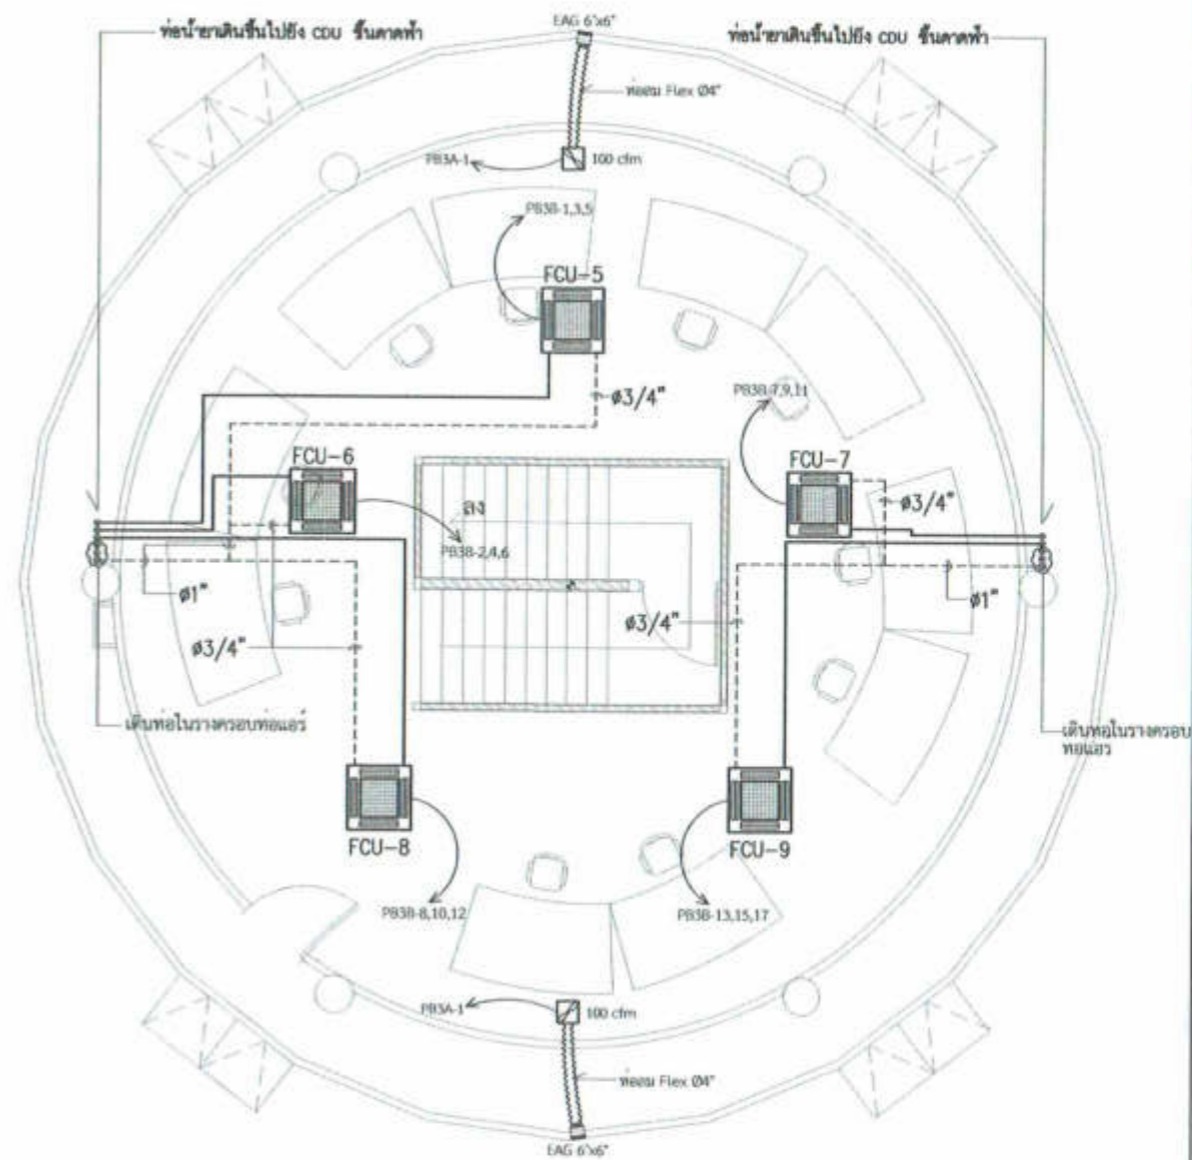 EAG 6"x6"
ท่อน้ำยาเดินขึ้นไปยัง CDU ชั้นดาดฟ้า
ท่อน้ำยาเดินขึ้นไปยัง CDU ชั้นดาดฟ้า
ท่อลม Flex Ø4"
PB3A-1
100 cfm
PB3B-1,3,5
FCU-5
ø3/4"
PB3B-7,9,11
FCU-6
FCU-7
ø3/4"
ลง
PB3B-2,4,6
ø1"
ø1"
ø3/4"
ø3/4"
เดินท่อในรางครอบท่อแอร์
เดินท่อในรางครอบ
ท่อแอร์
FCU-8
FCU-9
PB3B-8,10,12
PB3B-13,15,17
PB3A-1
100 cfm
ท่อลม Flex Ø4"
EAG 6"x6"